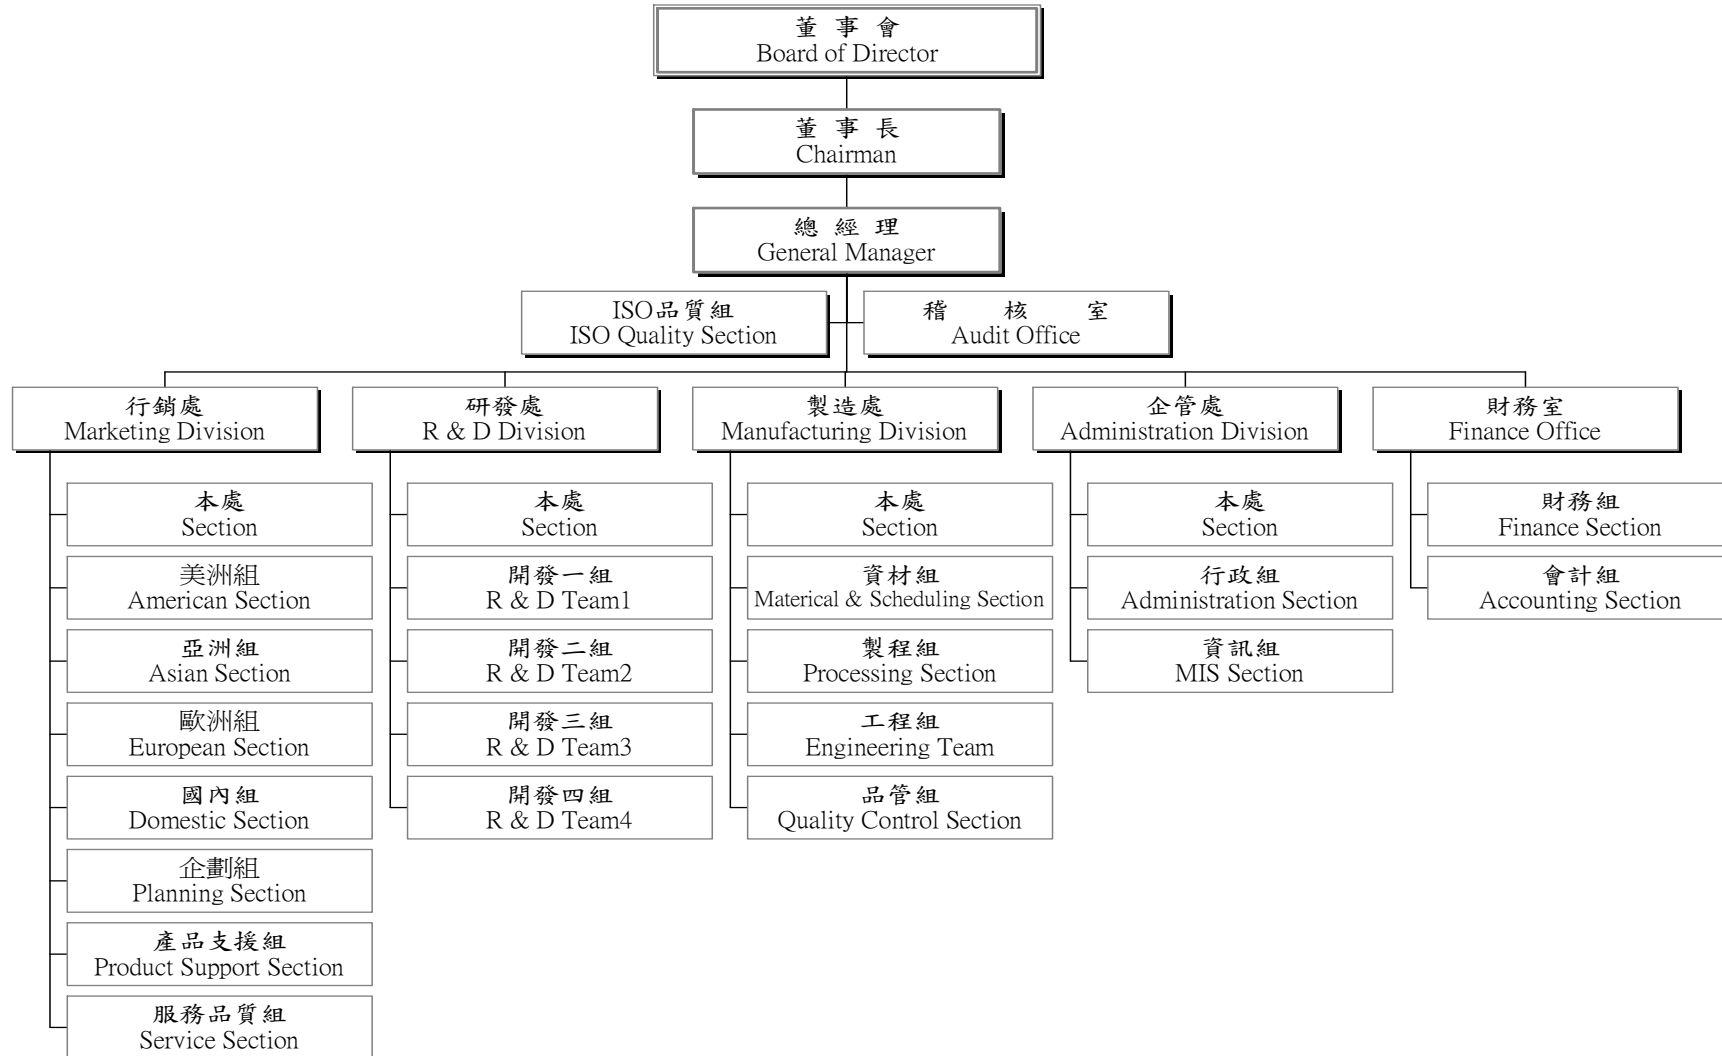 董 事 會
Board of Director
董 事 長
Chairman
總 經 理
General Manager
ISO品質組
ISO Quality Section
稽 核 室
Audit Office
行銷處
Marketing Division
研發處
R & D Division
製造處
Manufacturing Division
企管處
Administration Division
財務室
Finance Office
本處
Section
美洲組
American Section
亞洲組
Asian Section
歐洲組
European Section
國內組
Domestic Section
企劃組
Planning Section
產品支援組
Product Support Section
服務品質組
Service Section
本處
Section
開發一組
R & D Team1
開發二組
R & D Team2
開發三組
R & D Team3
開發四組
R & D Team4
本處
Section
資材組
Materical & Scheduling Section
製程組
Processing Section
工程組
Engineering Team
品管組
Quality Control Section
本處
Section
行政組
Administration Section
資訊組
MIS Section
財務組
Finance Section
會計組
Accounting Section